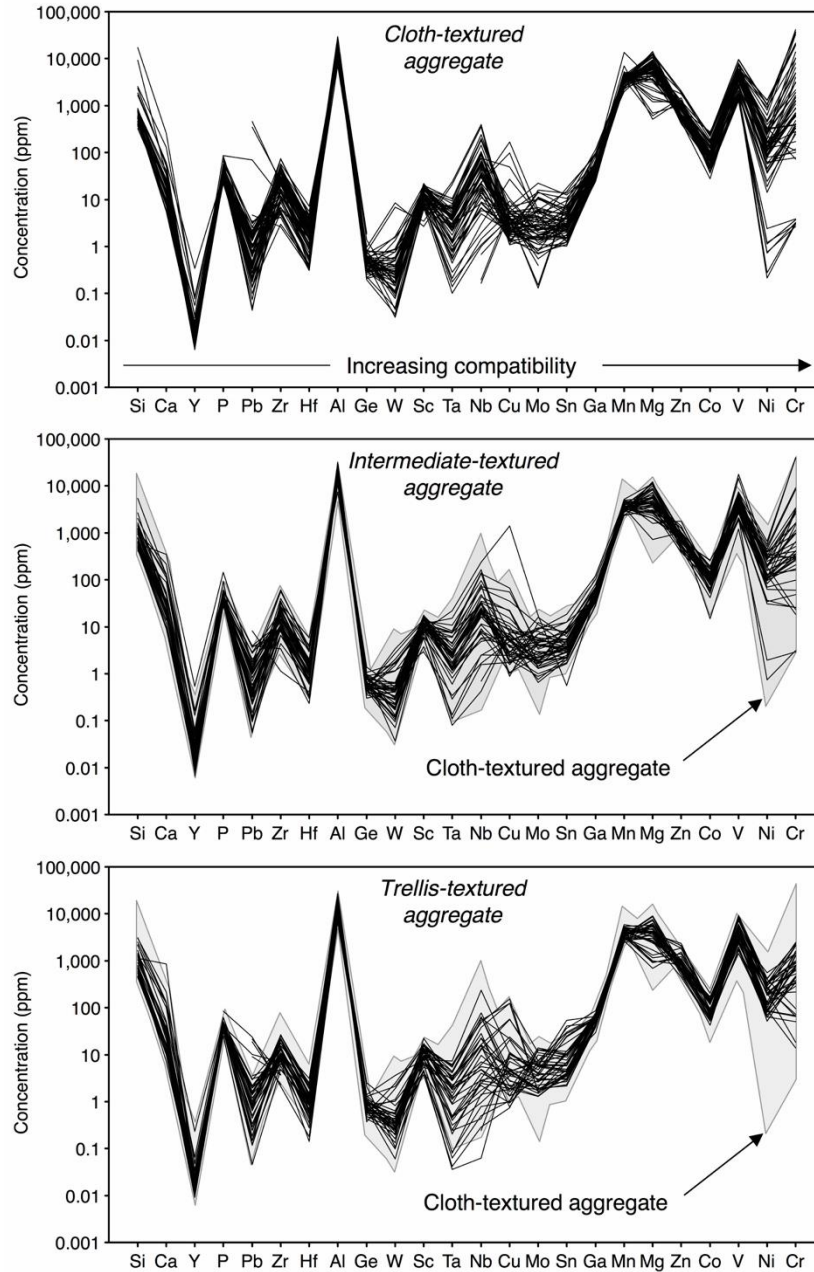 Cloth-textured
aggregate
Concentration (ppm)
100,000
10,000
1,000
100
10
1
0.1
0.01
0.001
Increasing compatibility
Si Ca Y P Pb Zr Hf Al Ge W Sc Ta Nb Cu Mo Sn Ga Mn Mg Zn Co V Ni Cr
Intermediate-textured
aggregate
Concentration (ppm)
100,000
10,000
1,000
100
10
1
0.1
0.01
0.001
Cloth-textured aggregate
Si Ca Y P Pb Zr Hf Al Ge W Sc Ta Nb Cu Mo Sn Ga Mn Mg Zn Co V Ni Cr
Trellis-textured
aggregate
Concentration (ppm)
100,000
10,000
1,000
100
10
1
0.1
0.01
0.001
Cloth-textured aggregate
Si Ca Y P Pb Zr Hf Al Ge W Sc Ta Nb Cu Mo Sn Ga Mn Mg Zn Co V Ni Cr